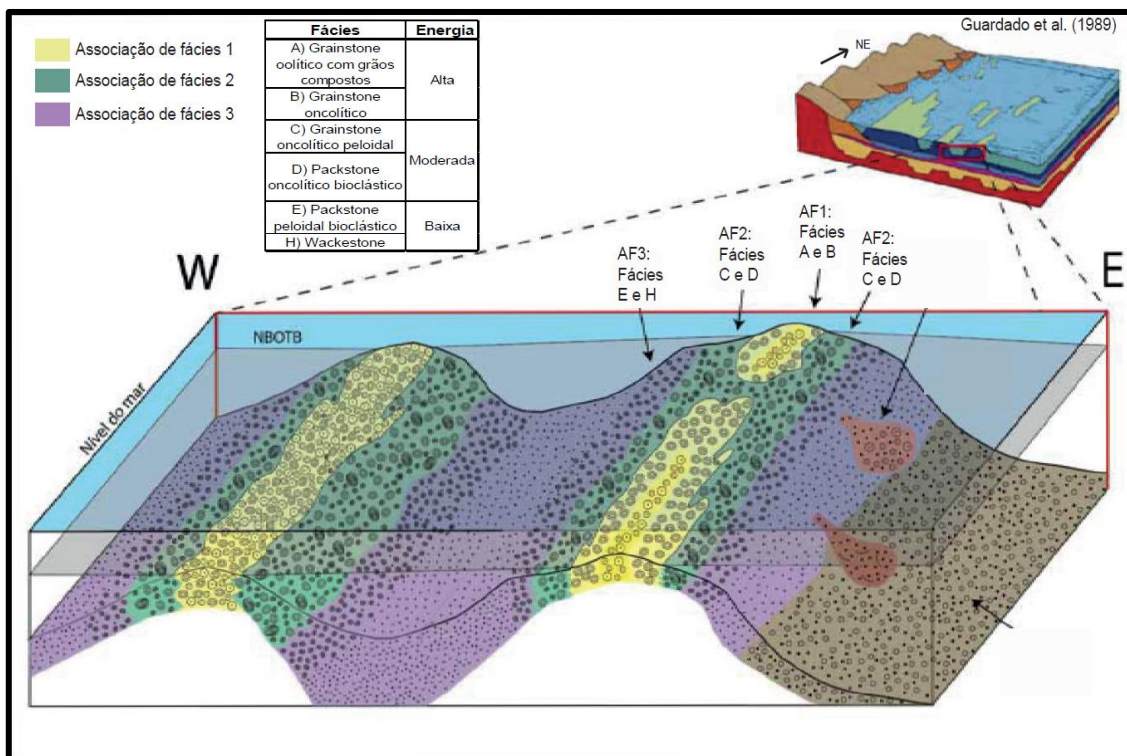 Guardado et al. (1989)
NE
Associação de fácies 1
Associação de fácies 2
Associação de fácies 3
Fácies
Energia
A) Grainstone
oolítico com grãos
compostos
Alta
B) Grainstone
oncolítico
C) Grainstone
oncolítico peloidal
Moderada
D) Packstone
oncolítico bioclástico
E) Packstone
peloidal bioclástico
Baixa
H) Wackestone
W
E
AF3:
Fácies
E e H
AF2:
Fácies
C e D
AF1:
Fácies
A e B
AF2:
Fácies
C e D
NBOTB
Nível do mar